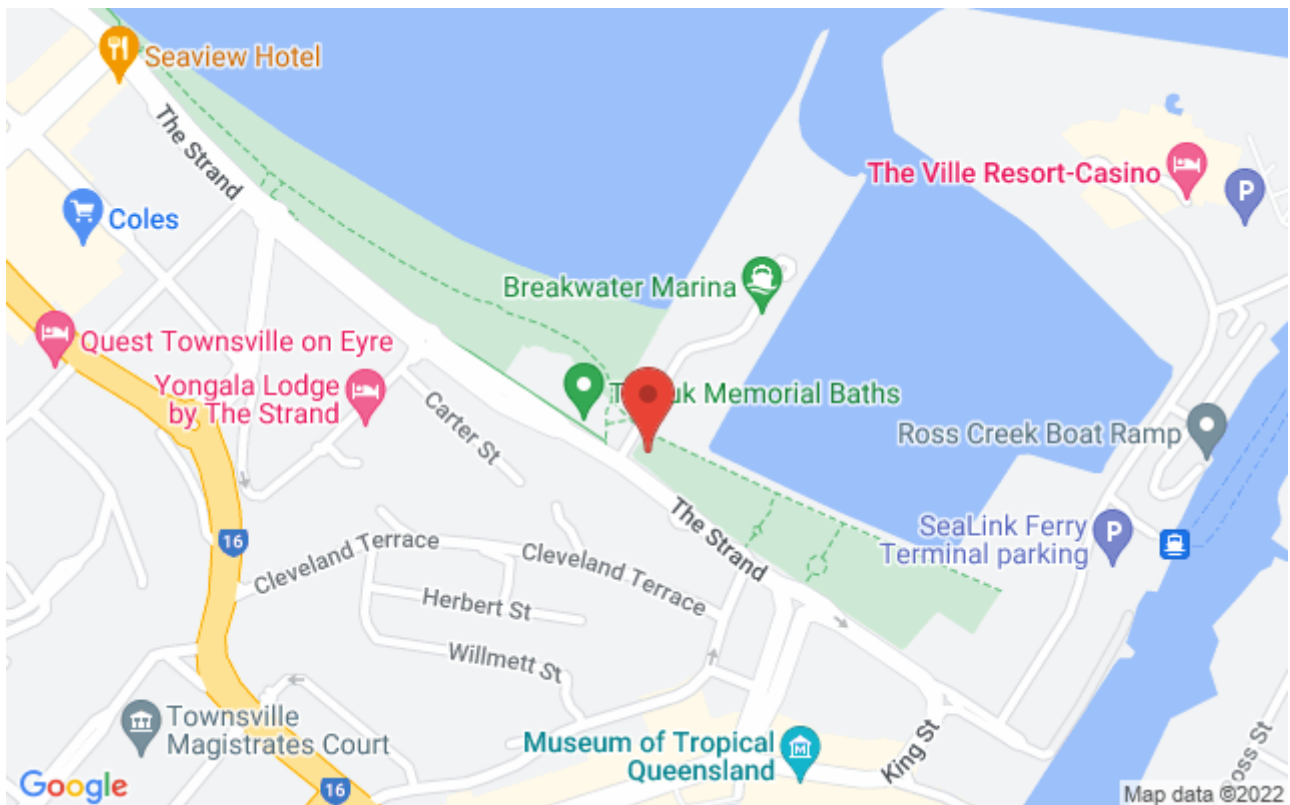 Seaview Hotel
The Strand
Coles
The Ville Resort-Casino
P
Breakwater Marina
Quest Townsville on Eyre
Yongala Lodge
by The Strand
Memorial Baths
Carter St
Ross Creek Boat Ramp
The Strand
SeaLink Ferry
Terminal parking
P
16
Cleveland Terrace
Cleveland Terrace
Herbert St
Willmett St
Townsville
Magistrates Court
Museum of Tropical
Queensland
King St
16
Google
Map data ©2022